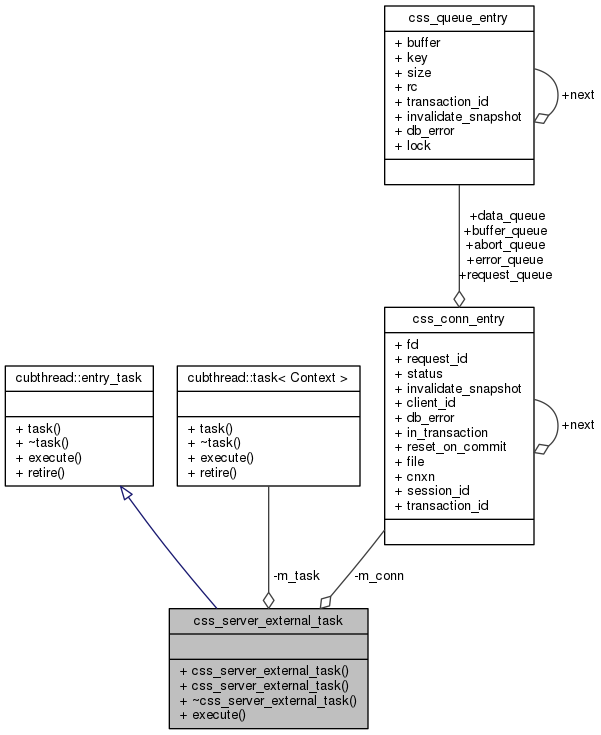 css_queue_entry
+ buffer
+ key
+ size
+ rc
+ transaction_id
+ invalidate_snapshot
+ db_error
+ lock
+next
+data_queue
+buffer_queue
+abort_queue
+error_queue
+request_queue
css_conn_entry
+ fd
+ request_id
+ status
+ invalidate_snapshot
+ client_id
+ db_error
+ in_transaction
+ reset_on_commit
+ file
+ cnxn
+ session_id
+ transaction_id
+next
cubthread::entry_task
+ task()
+ ~task()
+ execute()
+ retire()
cubthread::task< Context >
+ task()
+ ~task()
+ execute()
+ retire()
-m_task
-m_conn
css_server_external_task
+ css_server_external_task()
+ css_server_external_task()
+ ~css_server_external_task()
+ execute()